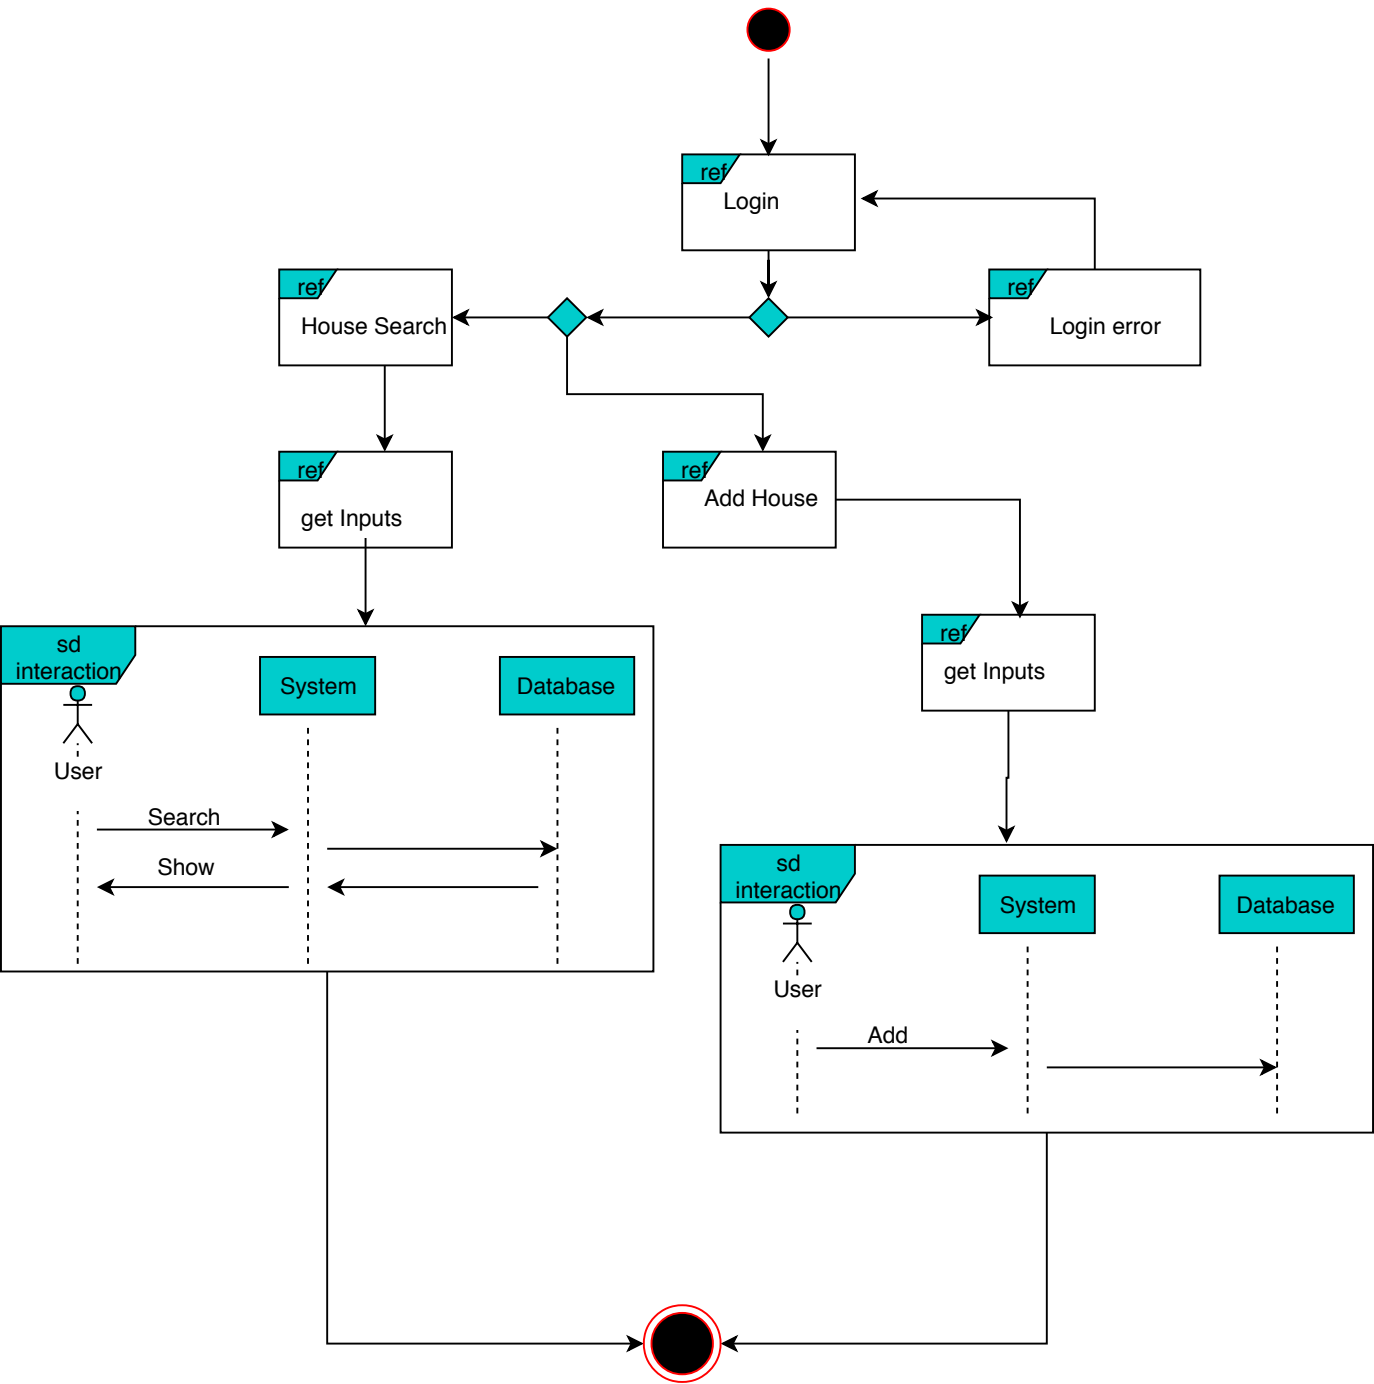 ref
Login
ref
House Search
ref
Login error
ref
get Inputs
ref
Add House
ref
get Inputs
sd
interaction
System
Database
User
Search
Show
sd
interaction
System
Database
User
Add